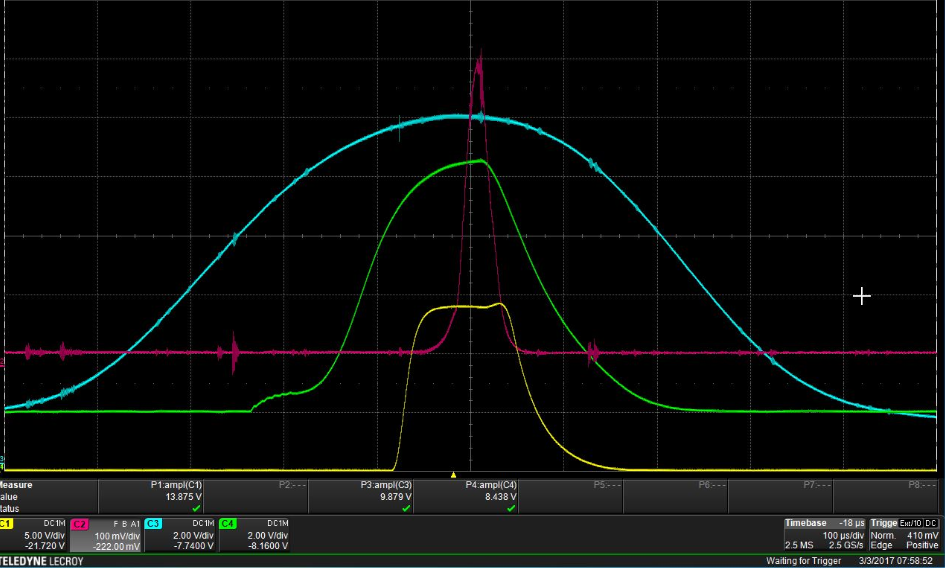 Measure P1:ampl(C1) P2:--- P3:ampl(C3) P4:ampl(C4) P5:--- P6:--- P7:--- P8:---
value 13.875 V 9.879 V 8.438 V
status
C1 DC1M C2 F B A1 C3 DC1M C4 DC1M Timebase -18 µs Trigge Ext/10 DC
5.00 V/div 100 mV/div 2.00 V/div 2.00 V/div 100 µs/div Norm. 410 mV
-21.720 V -222.00 mV -7.7400 V -8.1600 V 2.5 MS 2.5 GS/s Edge Positive
TELEDYNE LECROY Waiting for Trigger 3/3/2017 07:58:52